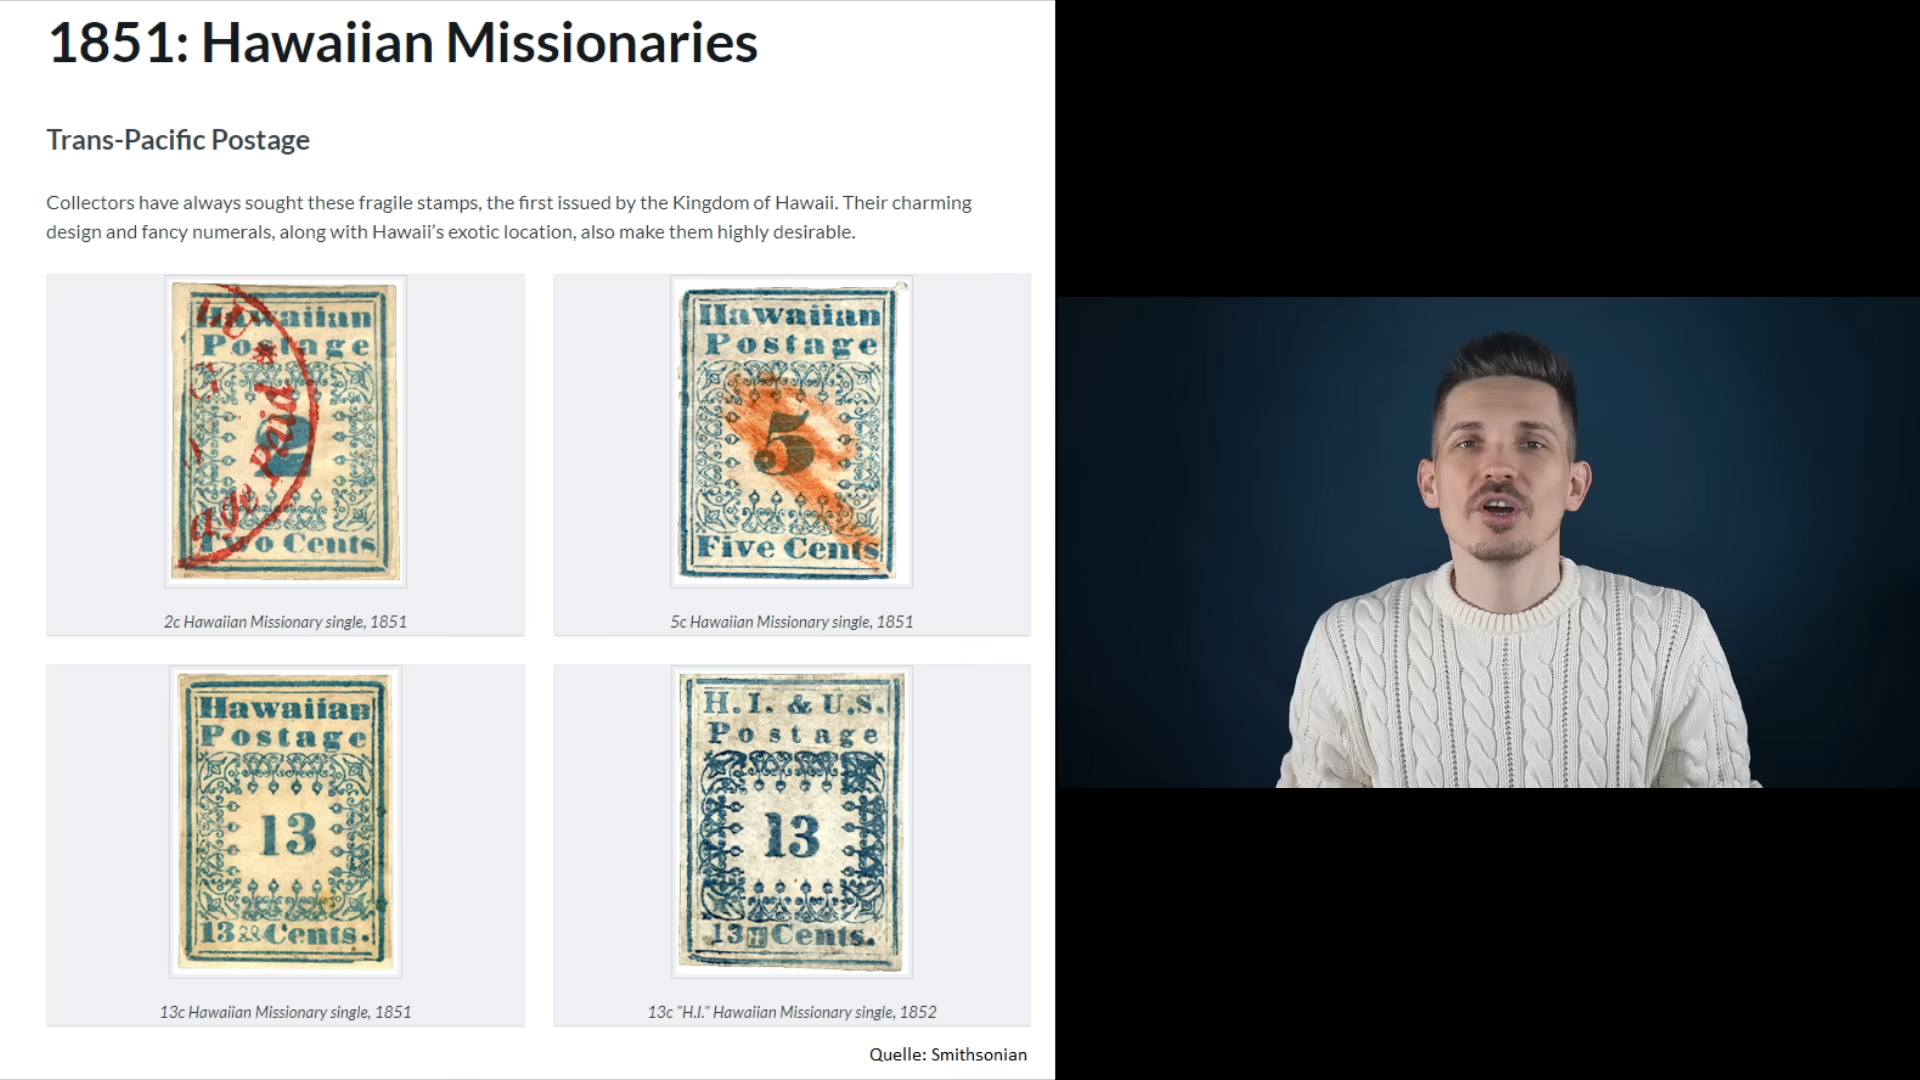 1851: Hawaiian Missionaries
Trans-Pacific Postage
Collectors have always sought these fragile stamps, the first issued by the Kingdom of Hawaii. Their charming
design and fancy numerals, along with Hawaii's exotic location, also make them highly desirable.
Hawaiian
Postage
2
Paid
Two Cents
2c Hawaiian Missionary single, 1851
Hawaiian
Postage
5
Five Cents
5c Hawaiian Missionary single, 1851
Hawaiian
Postage
13
13 Cents.
13c Hawaiian Missionary single, 1851
H.I. & U.S.
Postage
13
13 Cents.
13c "H.I." Hawaiian Missionary single, 1852
Quelle: Smithsonian